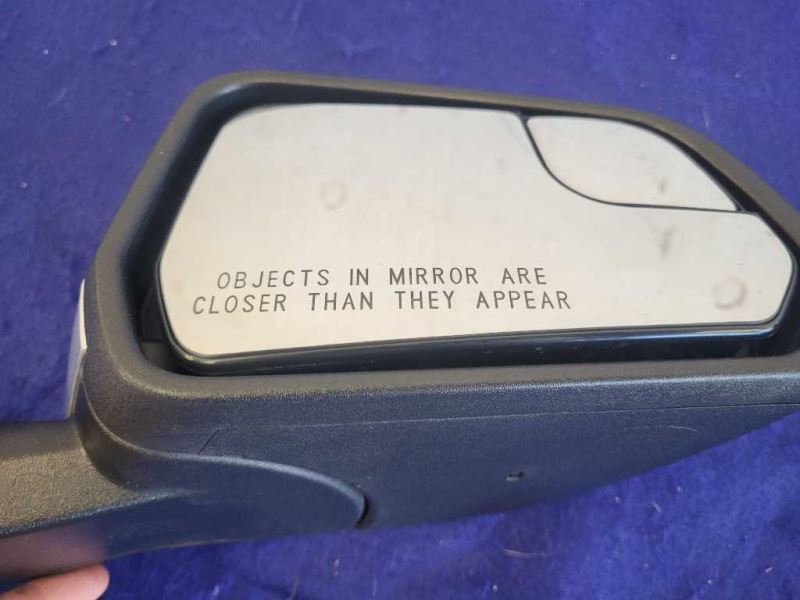 OBJECTS IN MIRROR ARE
CLOSER THAN THEY APPEAR